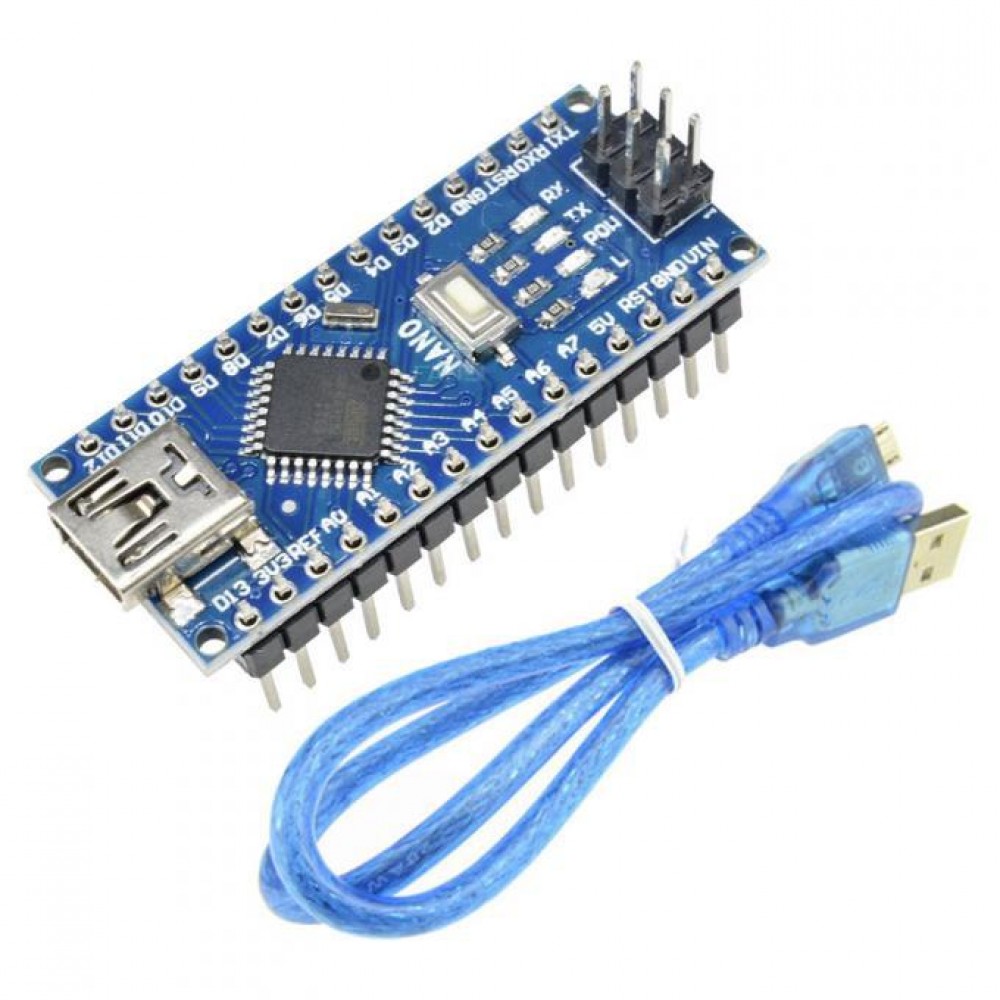 TX1 RX0 RST GND D2 D3 D4 D5 D6 D7 D8 D9 D10 D11 D12
RX
TX
POW
L
NANO
D13 3V3 REF A0 A1 A2 A3 A4 A5 A6 A7 5V RST GND VIN
1